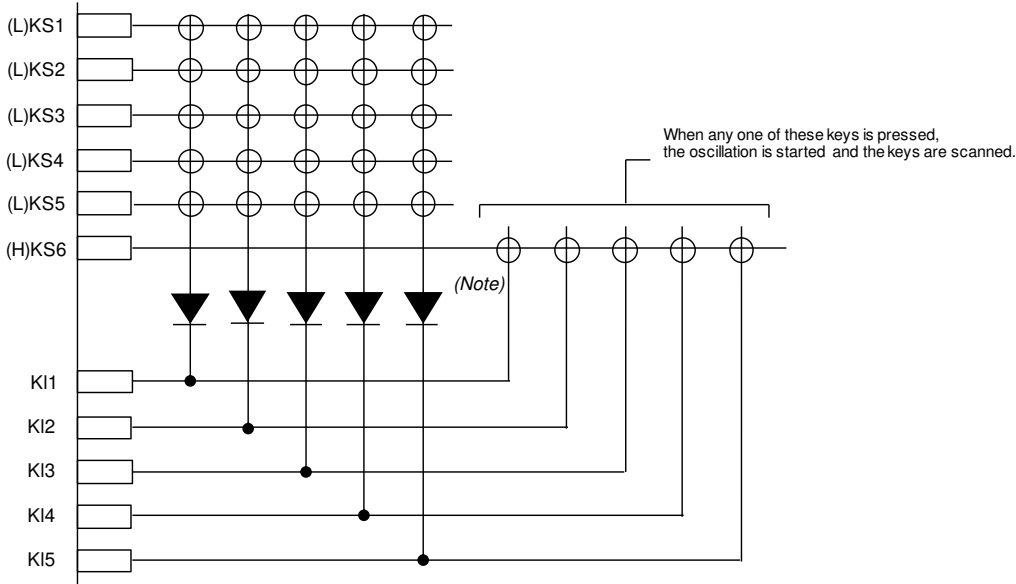 (L)KS1
(L)KS2
(L)KS3
(L)KS4
(L)KS5
(H)KS6
When any one of these keys is pressed,
the oscillation is started and the keys are scanned.
(Note)
KI1
KI2
KI3
KI4
KI5